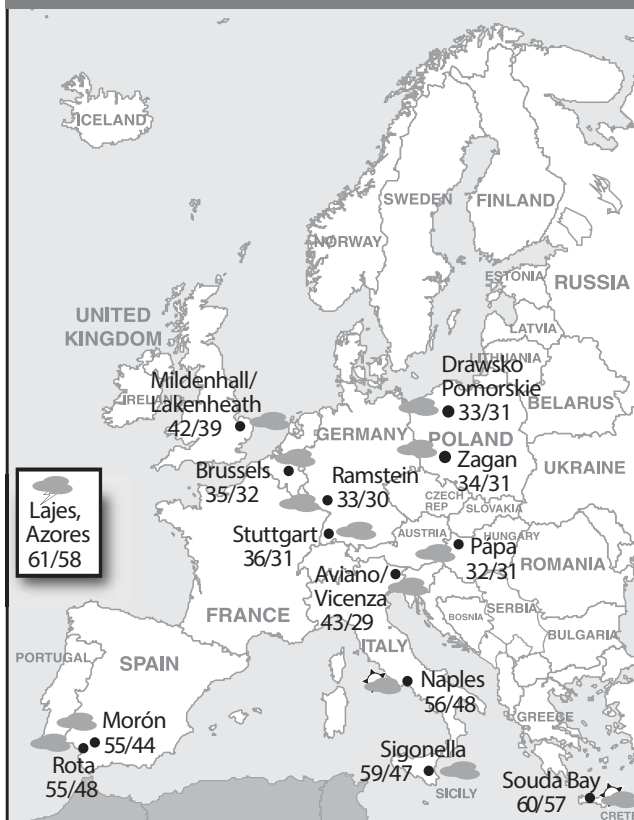 ICELAND
SWEDEN
FINLAND
NORWAY
ESTONIA
RUSSIA
UNITED
KINGDOM
LATVIA
LITHUANIA
Drawsko
Pomorskie
33/31
Mildenhall/
Lakenheath
42/39
IRELAND
BELARUS
GERMANY
POLAND
Zagan
34/31
Brussels
35/32
Ramstein
33/30
UKRAINE
CZECH
REP
SLOVAKIA
Lajes,
Azores
61/58
Stuttgart
36/31
AUSTRIA
HUNGARY
Pápa
32/31
ROMANIA
Aviano/
Vicenza
43/29
FRANCE
BOSNIA
SERBIA
BULGARIA
ITALY
PORTUGAL
SPAIN
Naples
56/48
GREECE
Morón
55/44
Rota
55/48
Sigonella
59/47
SICILY
Souda Bay
60/57
CRETE